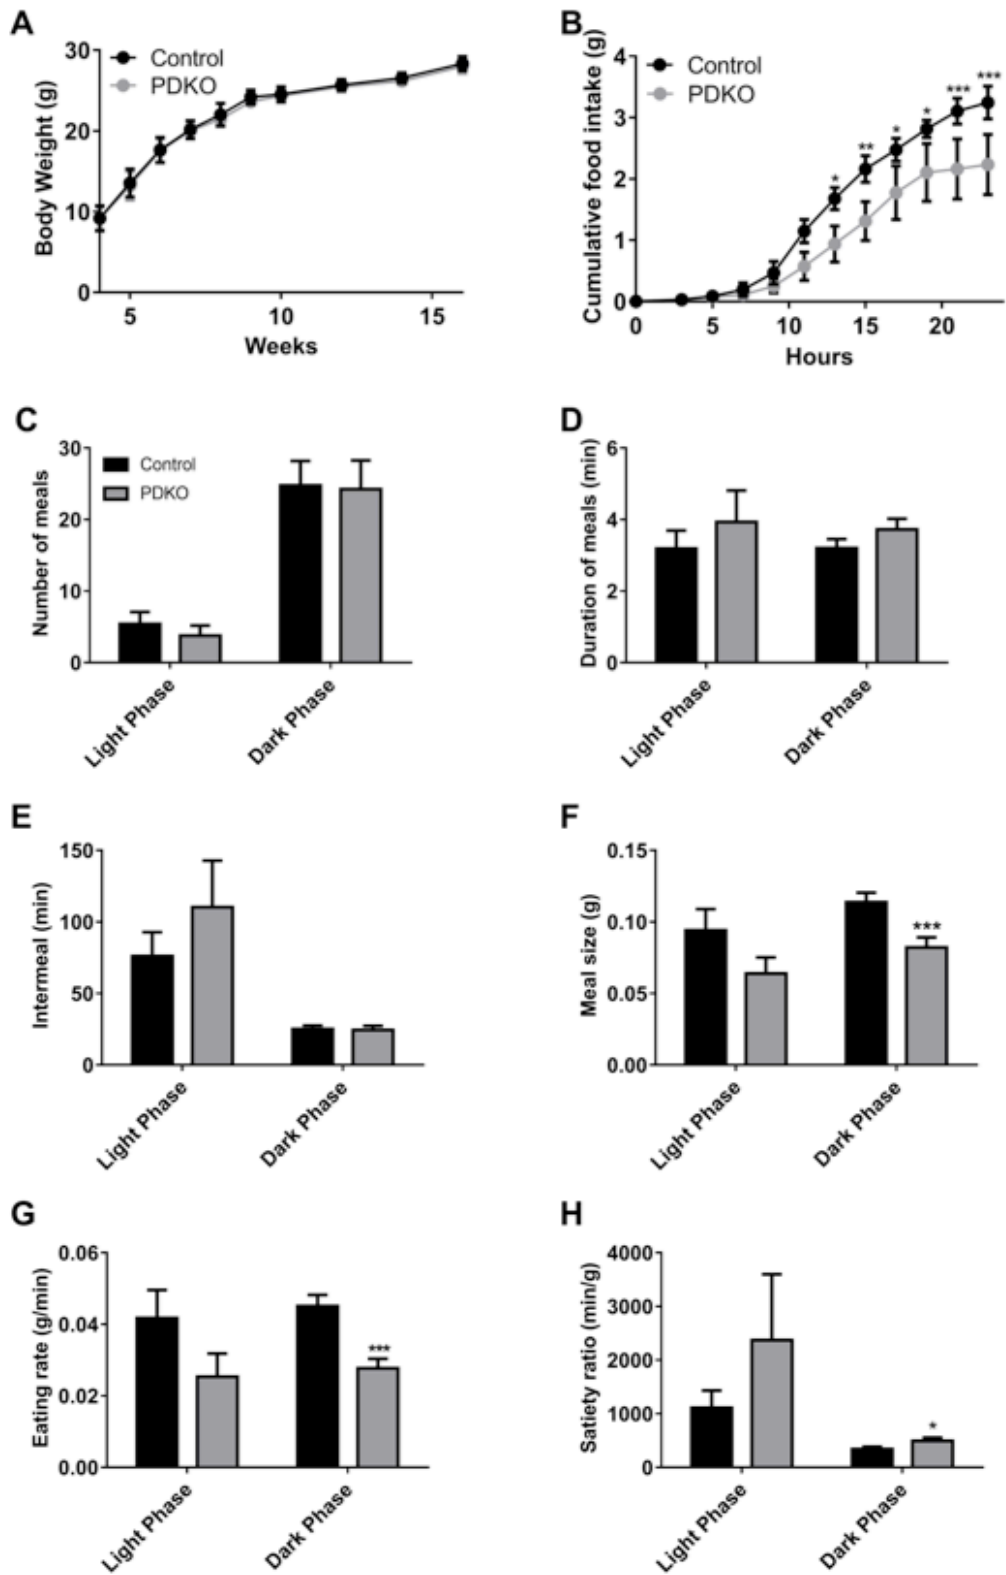 A
Body Weight (g)
30
20
10
0
Control
PDKO
5
10
15
Weeks
B
Cumulative food intake (g)
4
3
2
1
0
Control
PDKO
*
**
*
*
***
***
0
5
10
15
20
Hours
C
Number of meals
30
20
10
0
Control
PDKO
Light Phase
Dark Phase
D
Duration of meals (min)
6
4
2
0
Light Phase
Dark Phase
E
Intermeal (min)
150
100
50
0
Light Phase
Dark Phase
F
Meal size (g)
0.15
0.10
0.05
0.00
***
Light Phase
Dark Phase
G
Eating rate (g/min)
0.06
0.04
0.02
0.00
***
Light Phase
Dark Phase
H
Satiety ratio (min/g)
4000
3000
2000
1000
0
*
Light Phase
Dark Phase